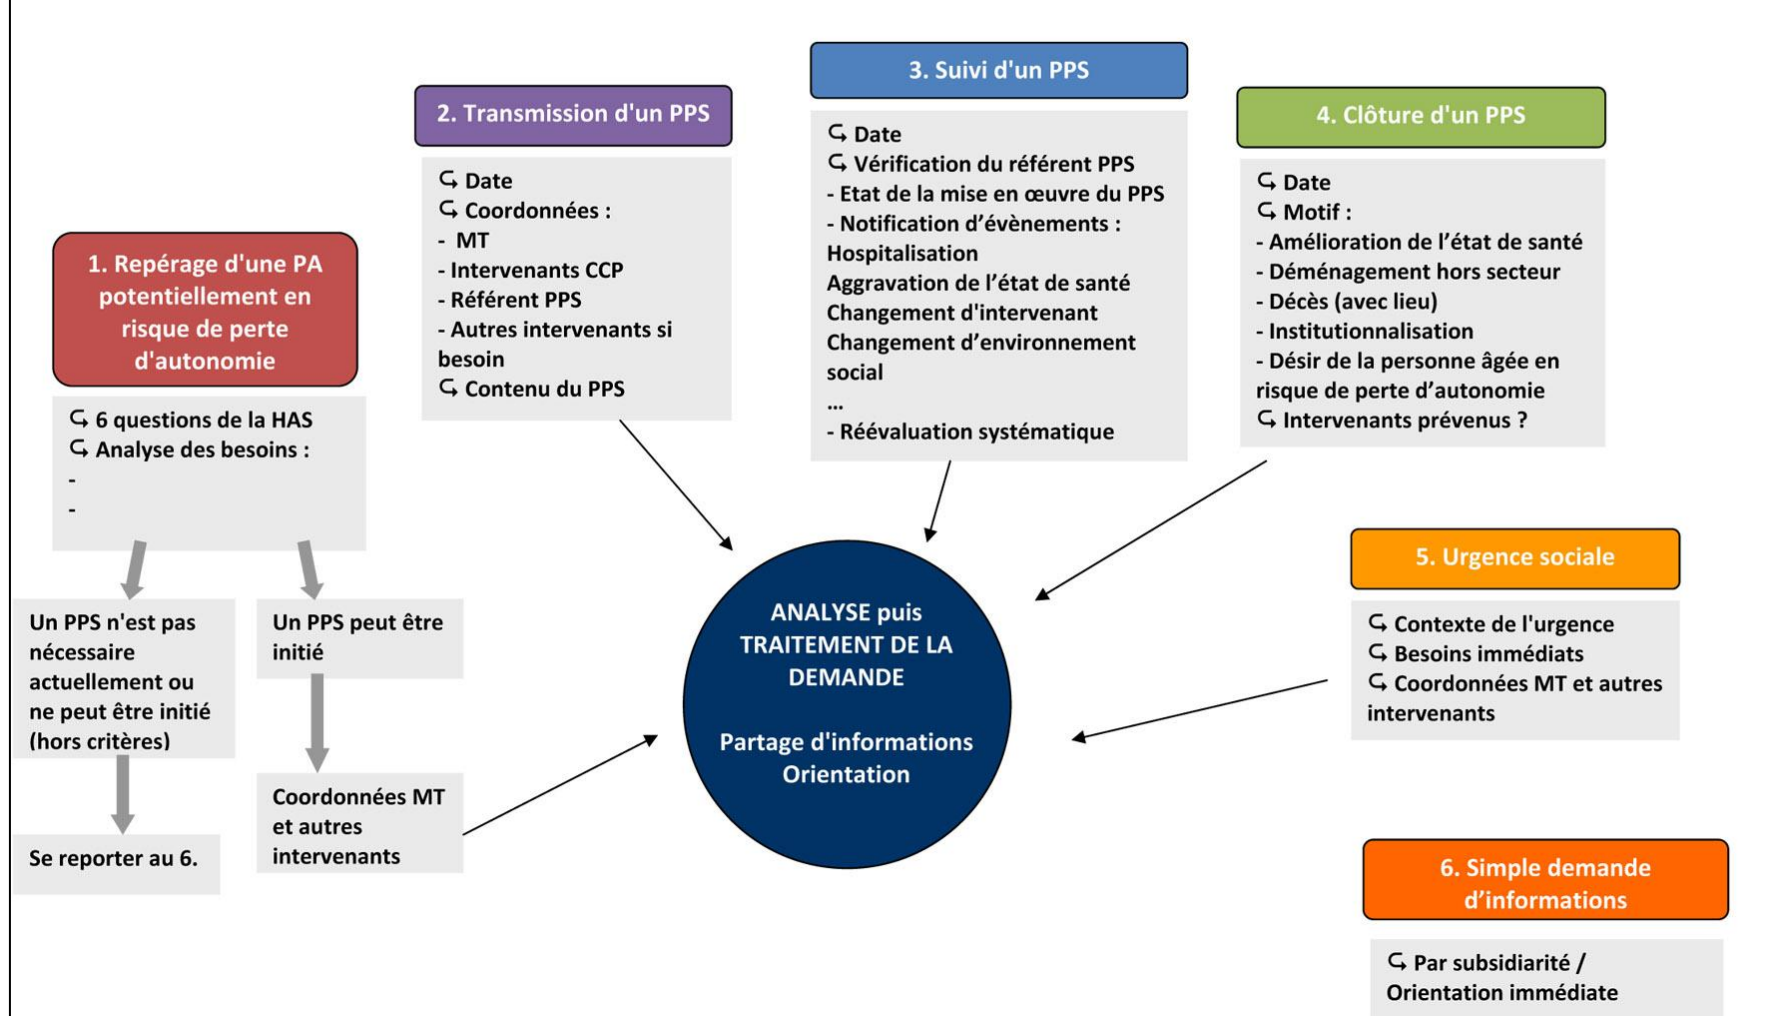 3. Suivi d'un PPS
2. Transmission d'un PPS
4. Clôture d'un PPS
1. Repérage d'une PA
potentiellement en
risque de perte
d'autonomie
⮎ 6 questions de la HAS
⮎ Analyse des besoins :
-
-
Un PPS n'est pas
nécessaire
actuellement ou
ne peut être initié
(hors critères)
Se reporter au 6.
Un PPS peut être
initié
Coordonnées MT
et autres
intervenants
⮎ Date
⮎ Coordonnées :
- MT
- Intervenants CCP
- Référent PPS
- Autres intervenants si
besoin
⮎ Contenu du PPS
⮎ Date
⮎ Vérification du référent PPS
- Etat de la mise en œuvre du PPS
- Notification d’évènements :
Hospitalisation
Aggravation de l’état de santé
Changement d'intervenant
Changement d’environnement
social
...
- Réévaluation systématique
⮎ Date
⮎ Motif :
- Amélioration de l’état de santé
- Déménagement hors secteur
- Décès (avec lieu)
- Institutionnalisation
- Désir de la personne âgée en
risque de perte d’autonomie
⮎ Intervenants prévenus ?
ANALYSE puis
TRAITEMENT DE LA
DEMANDE
Partage d'informations
Orientation
5. Urgence sociale
⮎ Contexte de l'urgence
⮎ Besoins immédiats
⮎ Coordonnées MT et autres
intervenants
6. Simple demande
d’informations
⮎ Par subsidiarité /
Orientation immédiate